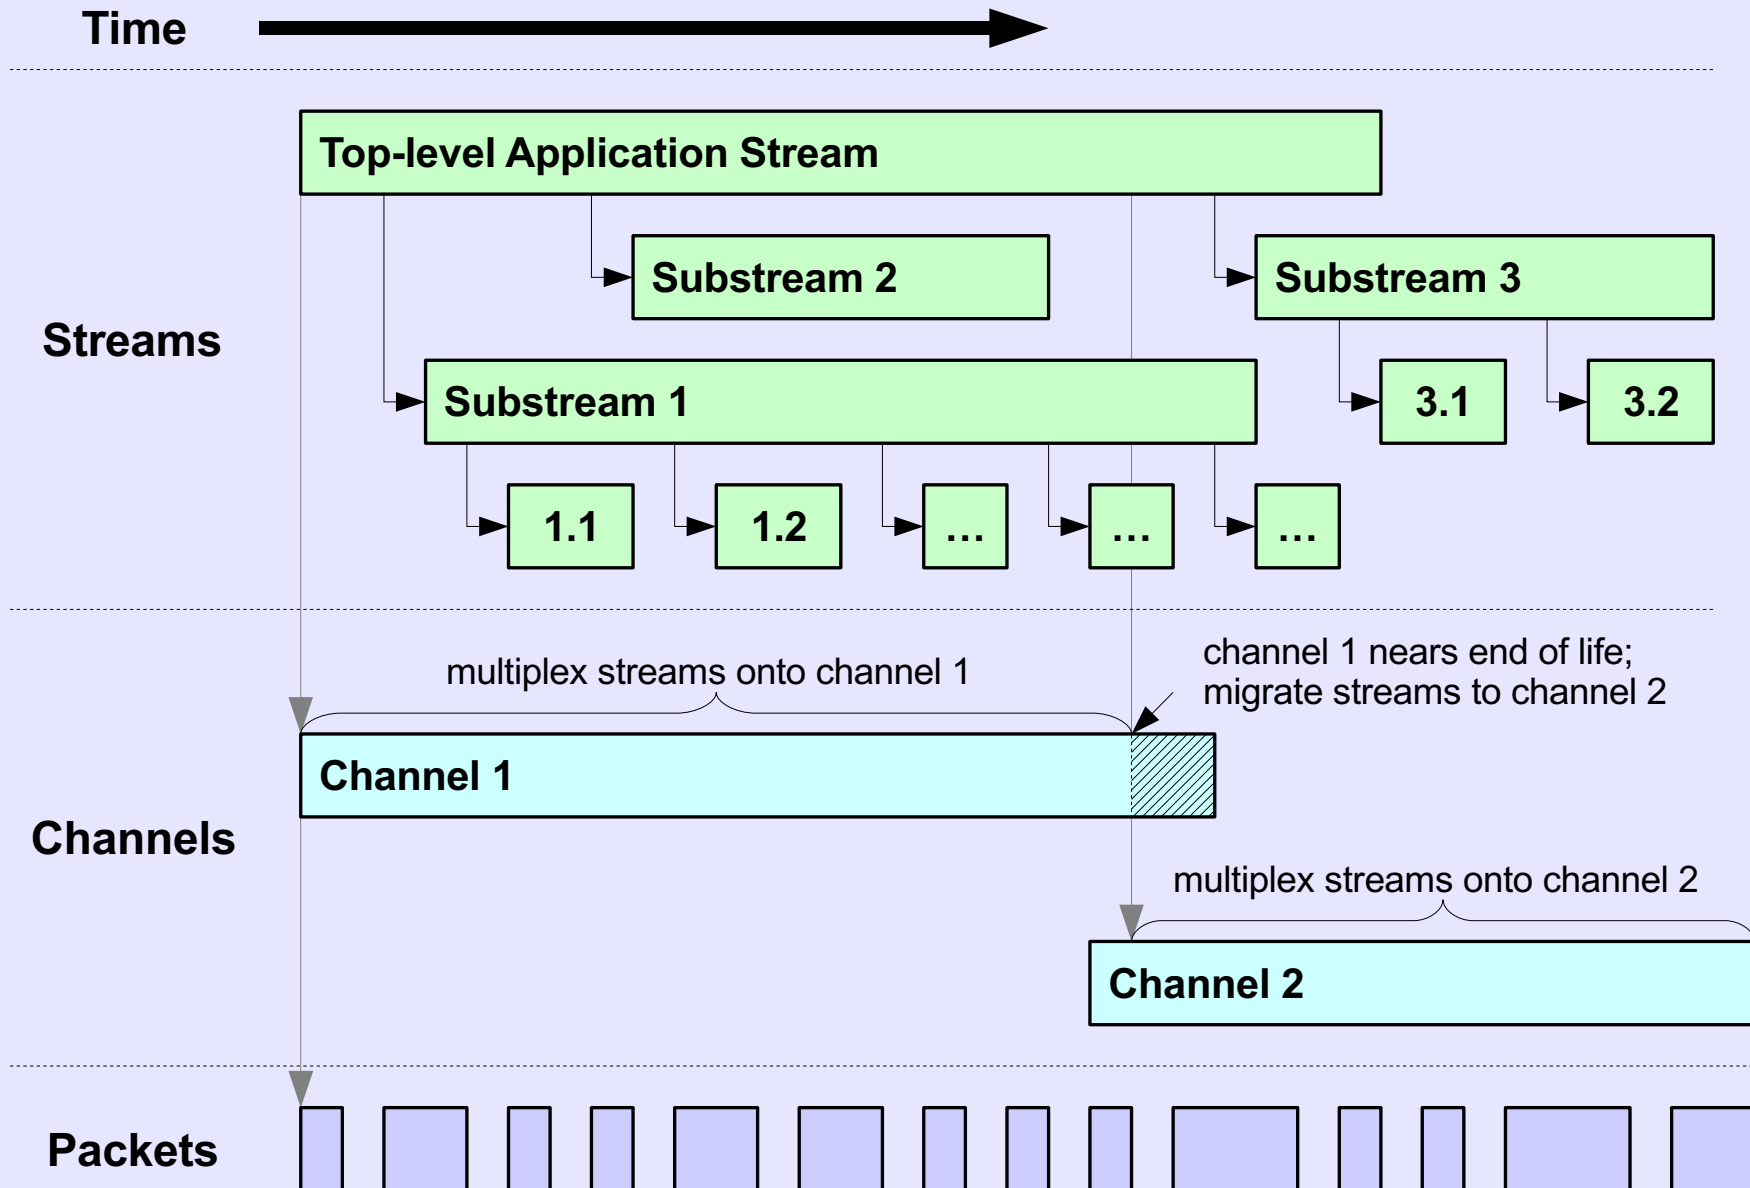 Time
Top-level Application Stream
Substream 2
Substream 3
Streams
Substream 1
3.1
3.2
1.1
1.2
...
...
...
channel 1 nears end of life;
migrate streams to channel 2
multiplex streams onto channel 1
Channel 1
Channels
multiplex streams onto channel 2
Channel 2
Packets